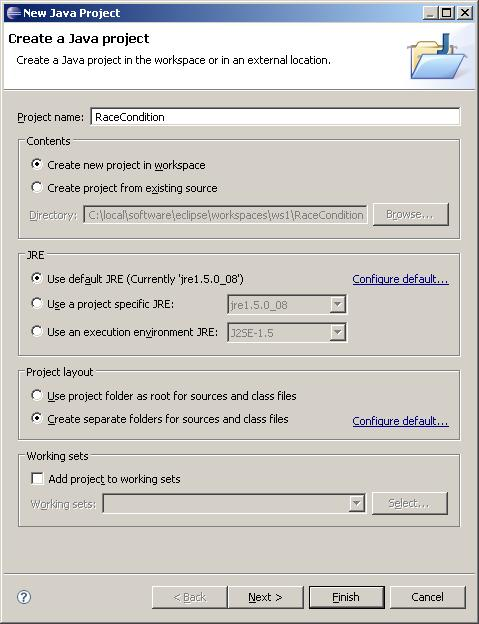 New Java Project
Create a Java project
Create a Java project in the workspace or in an external location.
Project name: RaceCondition
Contents
Create new project in workspace
Create project from existing source
Directory: C:\local\software\eclipse\workspaces\ws1\RaceCondition Browse...
JRE
Use default JRE (Currently 'jre1.5.0_08') Configure default...
Use a project specific JRE: jre1.5.0_08
Use an execution environment JRE: J2SE-1.5
Project layout
Use project folder as root for sources and class files
Create separate folders for sources and class files Configure default...
Working sets
Add project to working sets
Working sets: Select...
? < Back Next > Finish Cancel